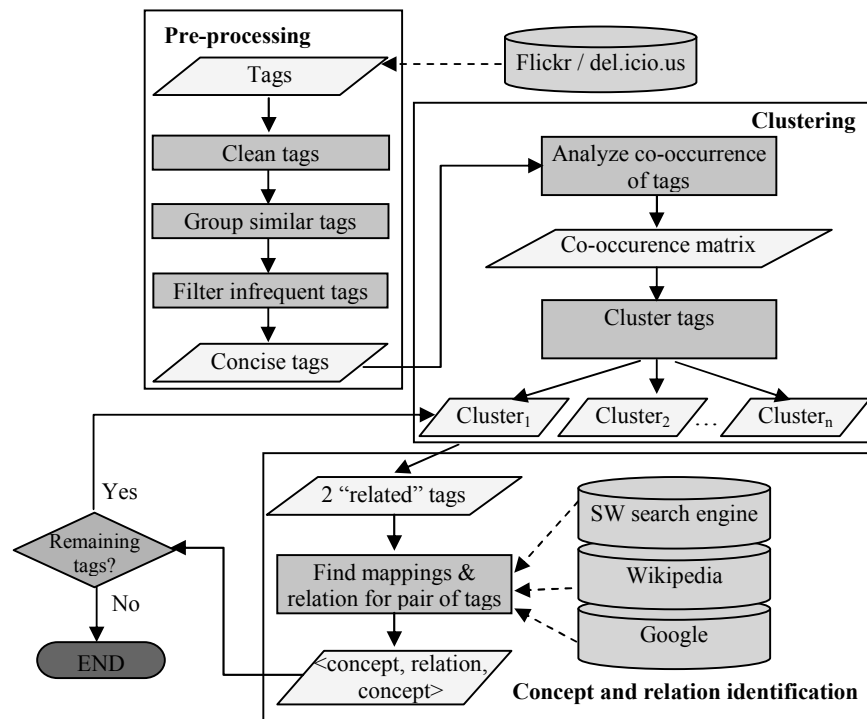 Pre-processing
Tags
Flickr / del.icio.us
Clean tags
Group similar tags
Filter infrequent tags
Concise tags
Clustering
Analyze co-occurrence
of tags
Co-occurence matrix
Cluster tags
Cluster1
Cluster2
...
Clustern
2 “related” tags
Find mappings &
relation for pair of tags
<concept, relation,
concept>
SW search engine
Wikipedia
Google
Concept and relation identification
Yes
Remaining
tags?
No
END